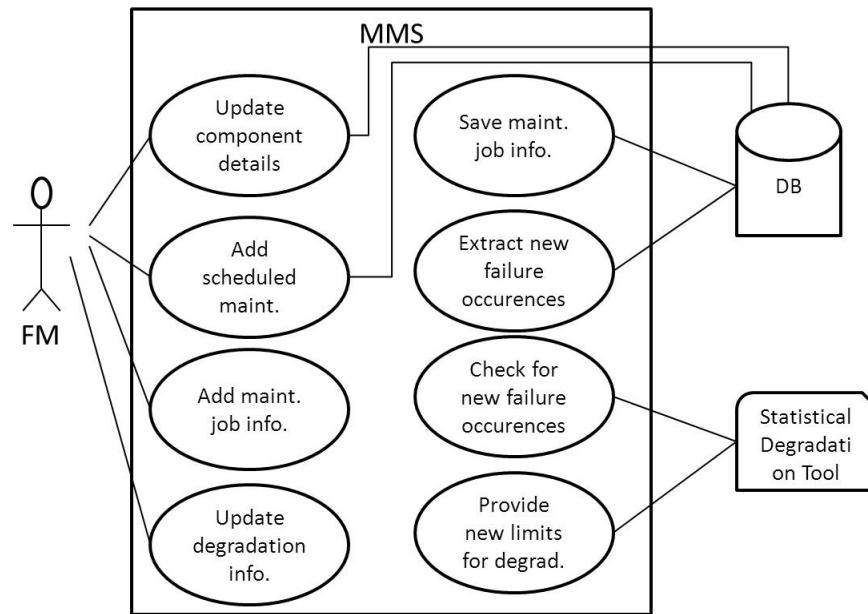 MMS
Update
component
details
Save maint.
job info.
DB
Add
scheduled
maint.
Extract new
failure
occurences
FM
Add maint.
job info.
Check for
new failure
occurences
Statistical
Degradati
on Tool
Update
degradation
info.
Provide
new limits
for degrad.